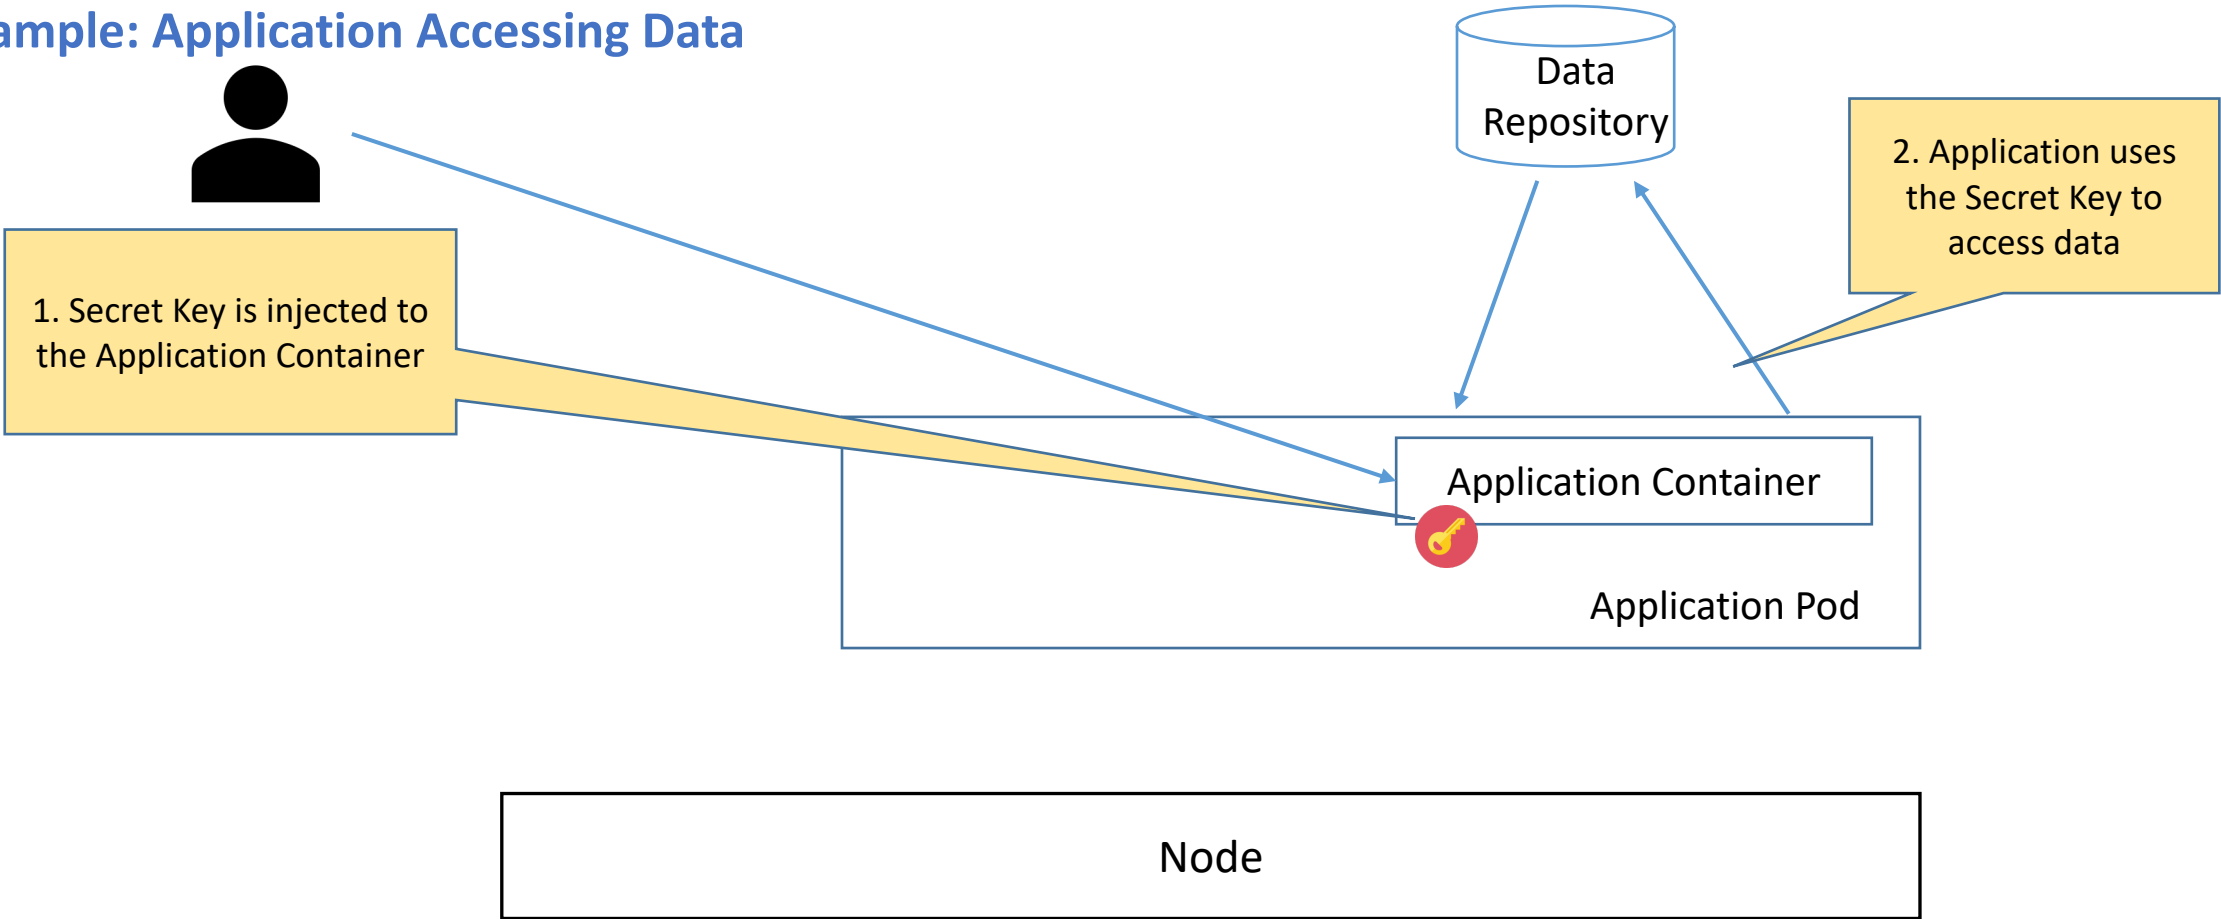 ample: Application Accessing Data
Data
Repository
2. Application uses
the Secret Key to
access data
1. Secret Key is injected to
the Application Container
Application Container
Application Pod
Node